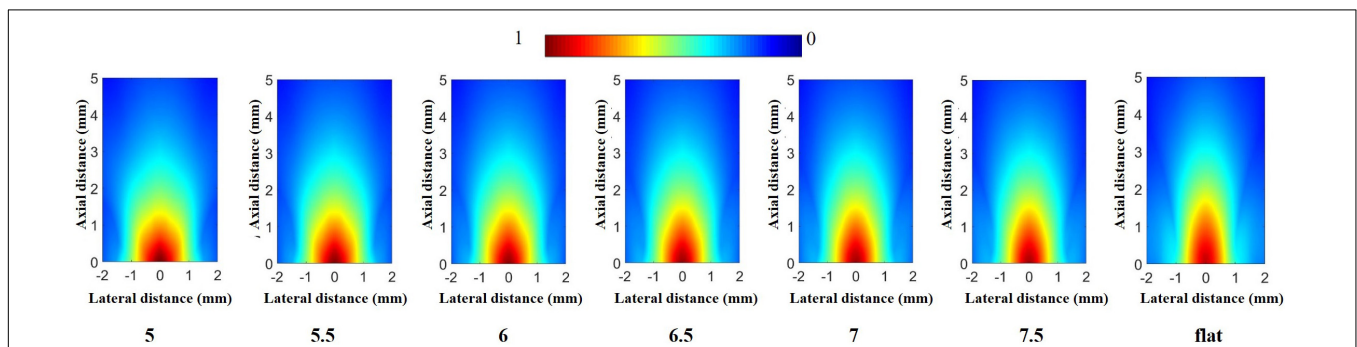 1 0
5 5 5 5 5 5 5
4 4 4 4 4 4 4
3 3 3 3 3 3 3
2 2 2 2 2 2 2
1 1 1 1 1 1 1
0 0 0 0 0 0 0
Axial distance (mm) Axial distance (mm) Axial distance (mm) Axial distance (mm) Axial distance (mm) Axial distance (mm) Axial distance (mm)
-2 -1 0 1 2 -2 -1 0 1 2 -2 -1 0 1 2 -2 -1 0 1 2 -2 -1 0 1 2 -2 -1 0 1 2 -2 -1 0 1 2
Lateral distance (mm) Lateral distance (mm) Lateral distance (mm) Lateral distance (mm) Lateral distance (mm) Lateral distance (mm) Lateral distance (mm)
5 5.5 6 6.5 7 7.5 flat